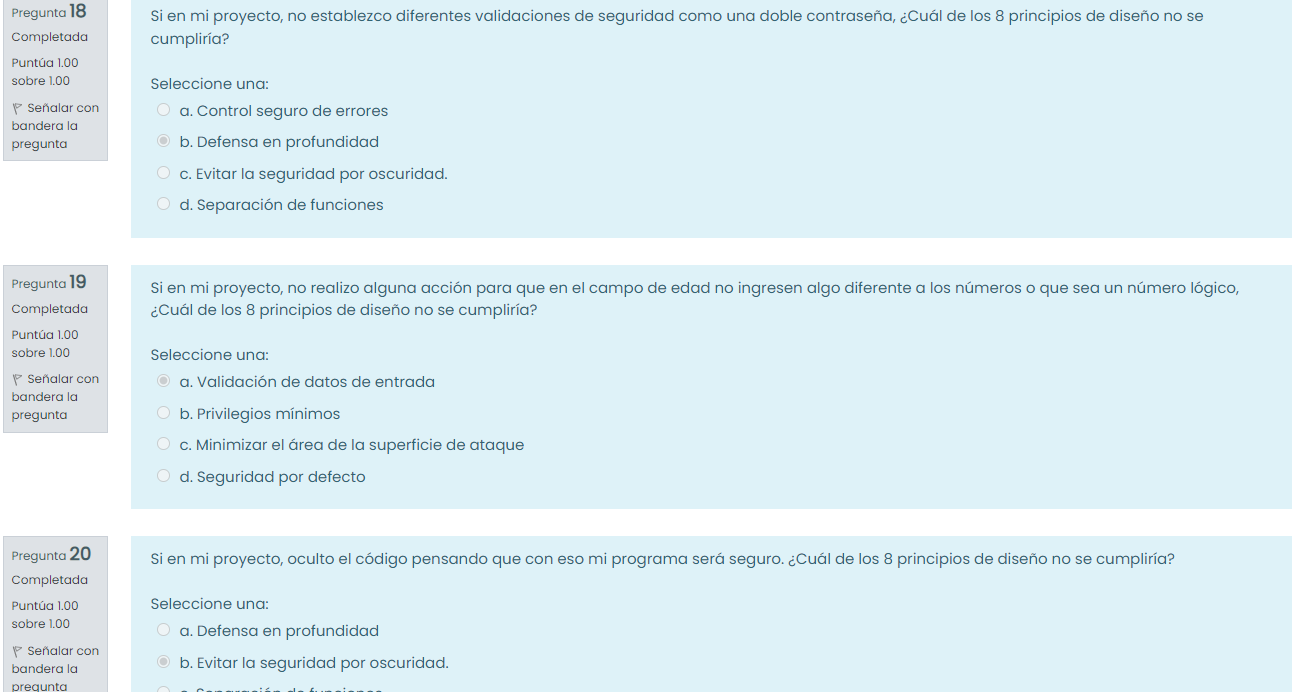 Pregunta 18
Completada
Puntúa 1.00
sobre 1.00
Señalar con
bandera la
pregunta
Si en mi proyecto, no establezco diferentes validaciones de seguridad como una doble contraseña, ¿Cuál de los 8 principios de diseño no se
cumpliría?
Seleccione una:
a. Control seguro de errores
b. Defensa en profundidad
c. Evitar la seguridad por oscuridad.
d. Separación de funciones
Pregunta 19
Completada
Puntúa 1.00
sobre 1.00
Señalar con
bandera la
pregunta
Si en mi proyecto, no realizo alguna acción para que en el campo de edad no ingresen algo diferente a los números o que sea un número lógico,
¿Cuál de los 8 principios de diseño no se cumpliría?
Seleccione una:
a. Validación de datos de entrada
b. Privilegios mínimos
c. Minimizar el área de la superficie de ataque
d. Seguridad por defecto
Pregunta 20
Completada
Puntúa 1.00
sobre 1.00
Señalar con
bandera la
pregunta
Si en mi proyecto, oculto el código pensando que con eso mi programa será seguro. ¿Cuál de los 8 principios de diseño no se cumpliría?
Seleccione una:
a. Defensa en profundidad
b. Evitar la seguridad por oscuridad.
c. Separación de funciones